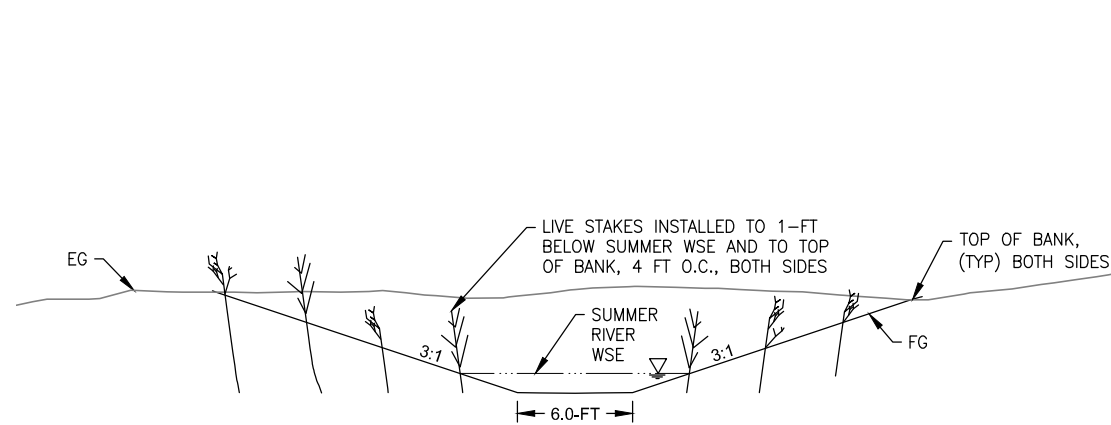 LIVE STAKES INSTALLED TO 1-FT
BELOW SUMMER WSE AND TO TOP
OF BANK, 4 FT O.C., BOTH SIDES
TOP OF BANK,
(TYP) BOTH SIDES
EG
SUMMER
RIVER
WSE
FG
3:1
3:1
6.0-FT